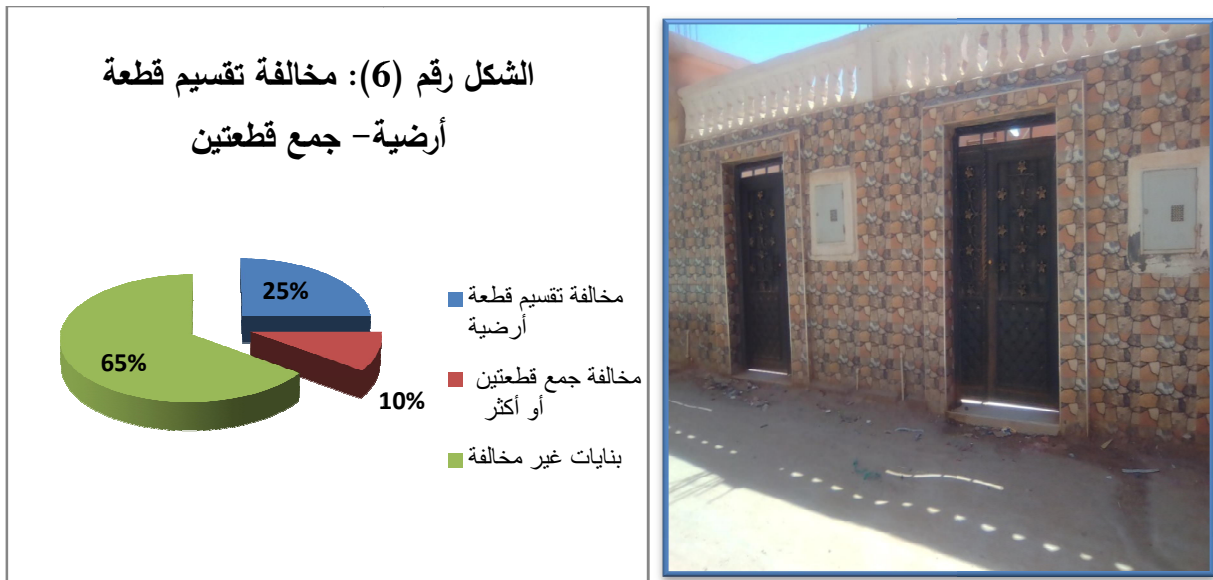 الشكل رقم (6): مخالفة تقسيم قطعة
أرضية- جمع قطعتين
25%
65%
10%
مخالفة تقسيم قطعة
أرضية
مخالفة جمع قطعتين
أو أكثر
بنايات غير مخالفة